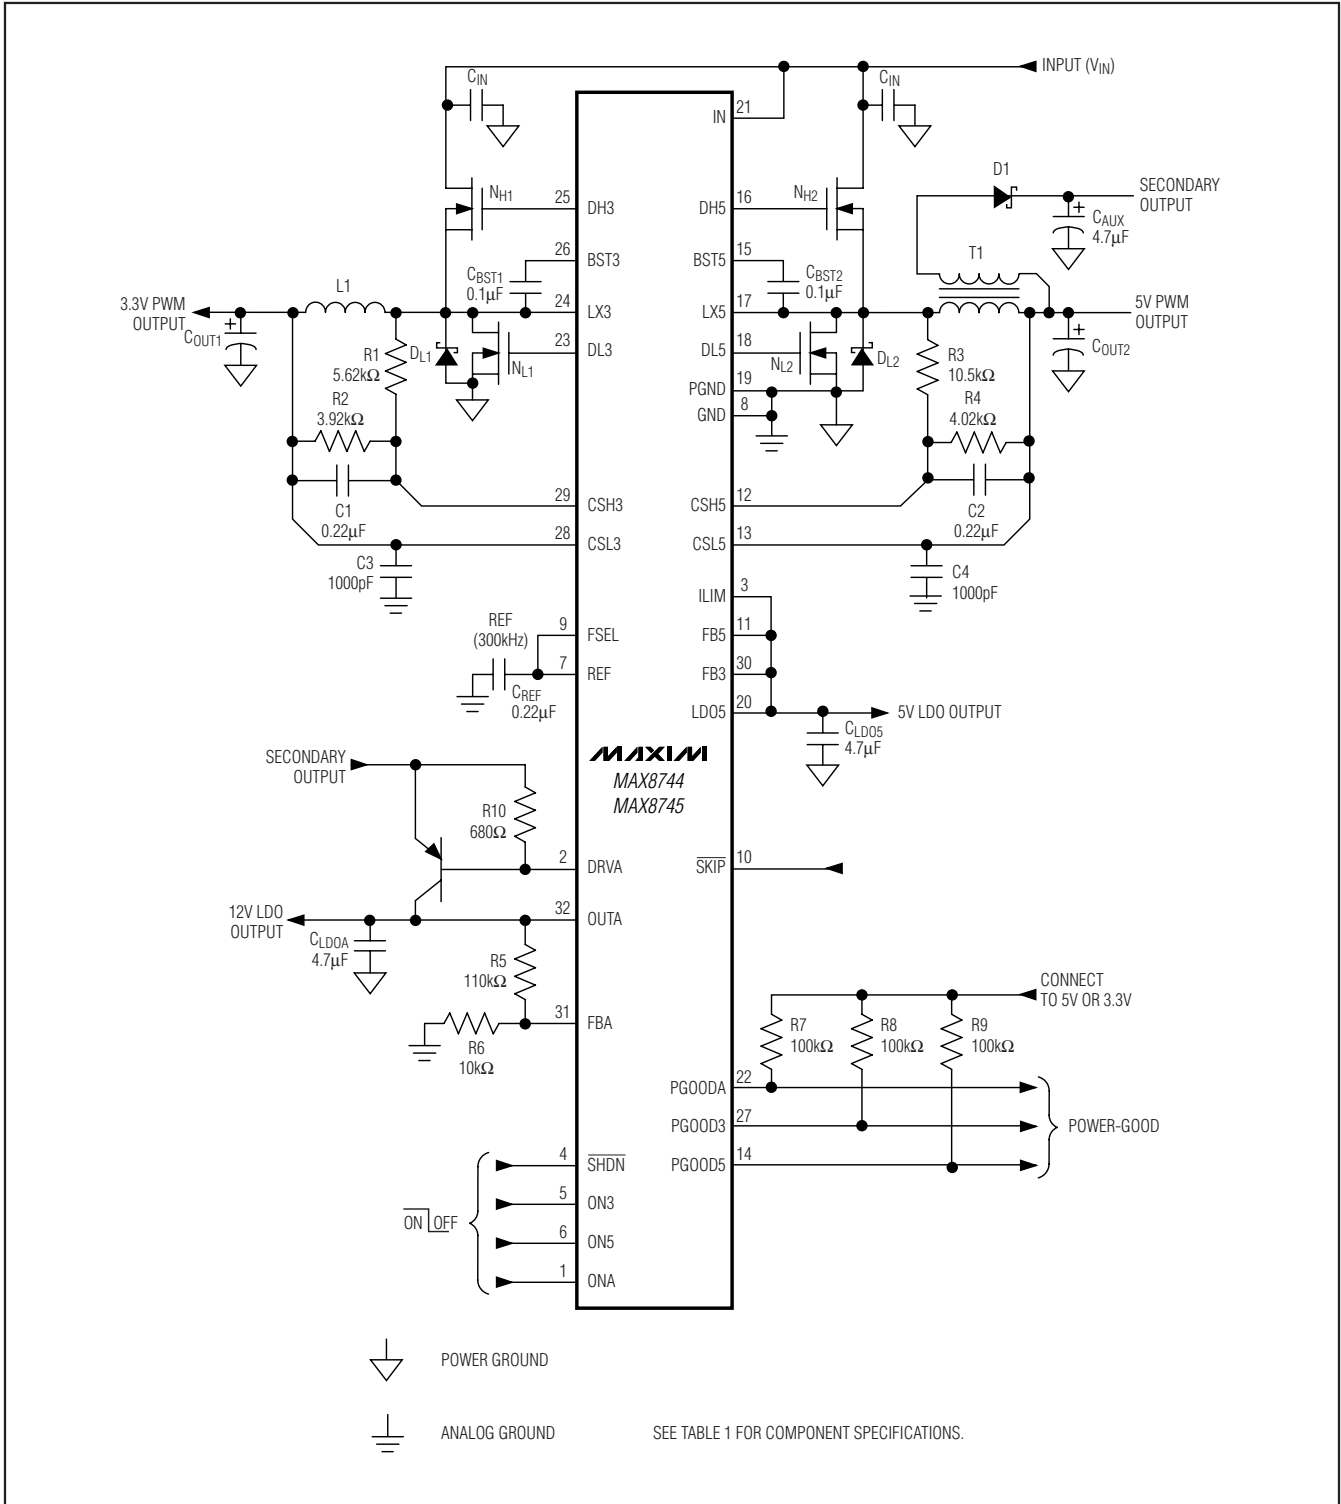 INPUT (VIN)
CIN
CIN
IN
21
D1
SECONDARY
OUTPUT
NH1
25
DH3
DH5
16
NH2
CAUX
4.7µF
26
BST3
BST5
15
T1
L1
CBST1
0.1µF
CBST2
0.1µF
3.3V PWM
OUTPUT
24
LX3
LX5
17
5V PWM
OUTPUT
COUT1
R1
5.62kΩ
DL1
NL1
23
DL3
DL5
18
NL2
DL2
R3
10.5kΩ
COUT2
PGND
19
R2
3.92kΩ
GND
8
R4
4.02kΩ
C1
0.22µF
29
CSH3
CSH5
12
C2
0.22µF
28
CSL3
CSL5
13
C3
1000pF
C4
1000pF
ILIM
3
REF
(300kHz)
9
FSEL
FB5
11
7
REF
FB3
30
CREF
0.22µF
LDO5
20
5V LDO OUTPUT
CLDO5
4.7µF
SECONDARY
OUTPUT
MAXIM
MAX8744
MAX8745
R10
680Ω
2
DRVA
SKIP
10
12V LDO
OUTPUT
32
OUTA
CLDOA
4.7µF
R5
110kΩ
CONNECT
TO 5V OR 3.3V
31
FBA
R6
10kΩ
R7
100kΩ
R8
100kΩ
R9
100kΩ
PGOODA
22
PGOOD3
27
POWER-GOOD
PGOOD5
14
4
SHDN
5
ON3
ON OFF
6
ON5
1
ONA
POWER GROUND
ANALOG GROUND
SEE TABLE 1 FOR COMPONENT SPECIFICATIONS.